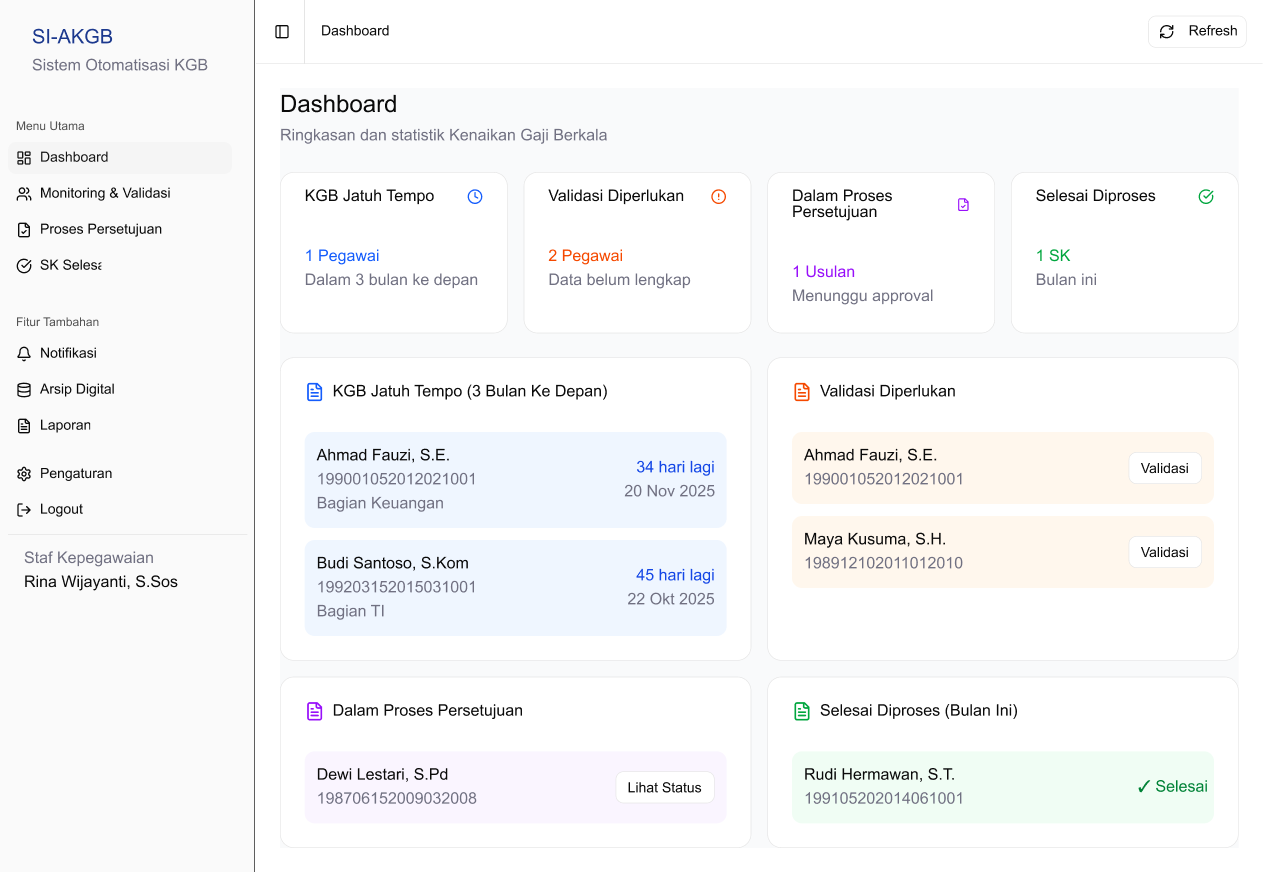 SI-AKGB
Sistem Otomatisasi KGB
Menu Utama
Dashboard
Monitoring & Validasi
Proses Persetujuan
SK Selesa
Fitur Tambahan
Notifikasi
Arsip Digital
Laporan
Pengaturan
Logout
Staf Kepegawaian
Rina Wijayanti, S.Sos
Dashboard
Refresh
Dashboard
Ringkasan dan statistik Kenaikan Gaji Berkala
KGB Jatuh Tempo
1 Pegawai
Dalam 3 bulan ke depan
Validasi Diperlukan
2 Pegawai
Data belum lengkap
Dalam Proses
Persetujuan
1 Usulan
Menunggu approval
Selesai Diproses
1 SK
Bulan ini
KGB Jatuh Tempo (3 Bulan Ke Depan)
Ahmad Fauzi, S.E.
199001052012021001
Bagian Keuangan
34 hari lagi
20 Nov 2025
Budi Santoso, S.Kom
199203152015031001
Bagian TI
45 hari lagi
22 Okt 2025
Validasi Diperlukan
Ahmad Fauzi, S.E.
199001052012021001
Validasi
Maya Kusuma, S.H.
198912102011012010
Validasi
Dalam Proses Persetujuan
Dewi Lestari, S.Pd
198706152009032008
Lihat Status
Selesai Diproses (Bulan Ini)
Rudi Hermawan, S.T.
199105202014061001
✓ Selesai